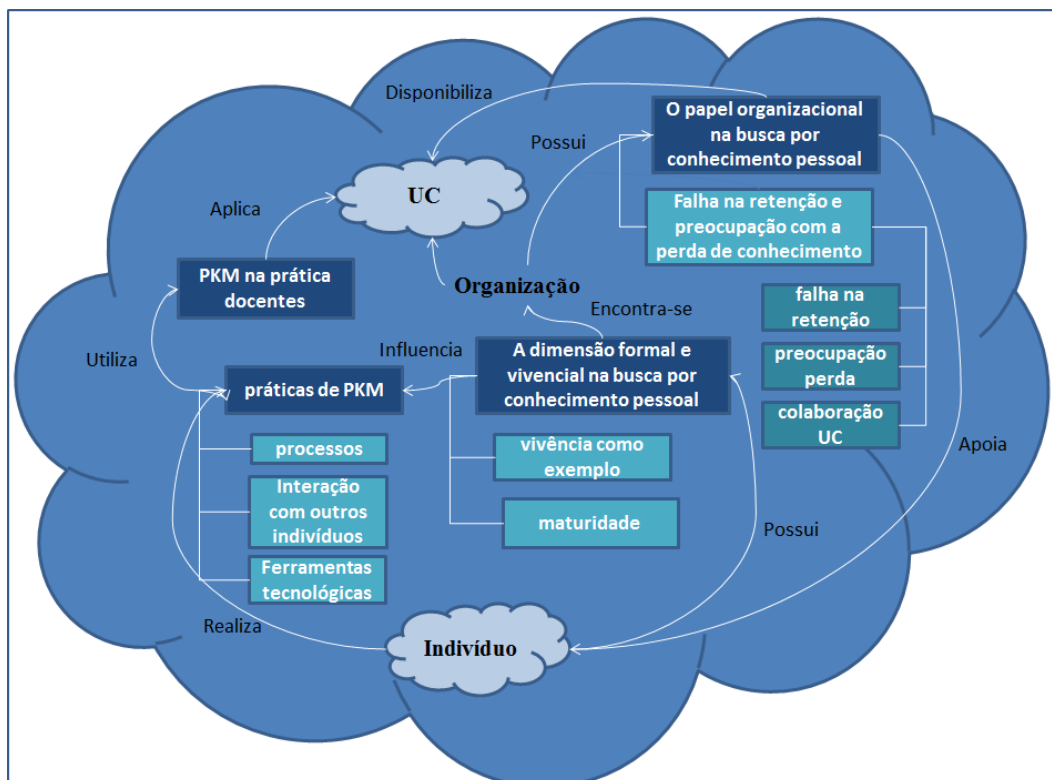 Disponibiliza
O papel organizacional
na busca por
conhecimento pessoal
Possui
UC
Aplica
Falha na retenção e
preocupação com a
perda de conhecimento
PKM na prática
docentes
Organização
Encontra-se
falha na
retenção
Utiliza
Influencia
A dimensão formal e
vivencial na busca por
conhecimento pessoal
preocupação
perda
práticas de PKM
colaboração
UC
Apoia
processos
vivência como
exemplo
Interação
com outros
indivíduos
maturidade
Possui
Ferramentas
tecnológicas
Realiza
Indivíduo